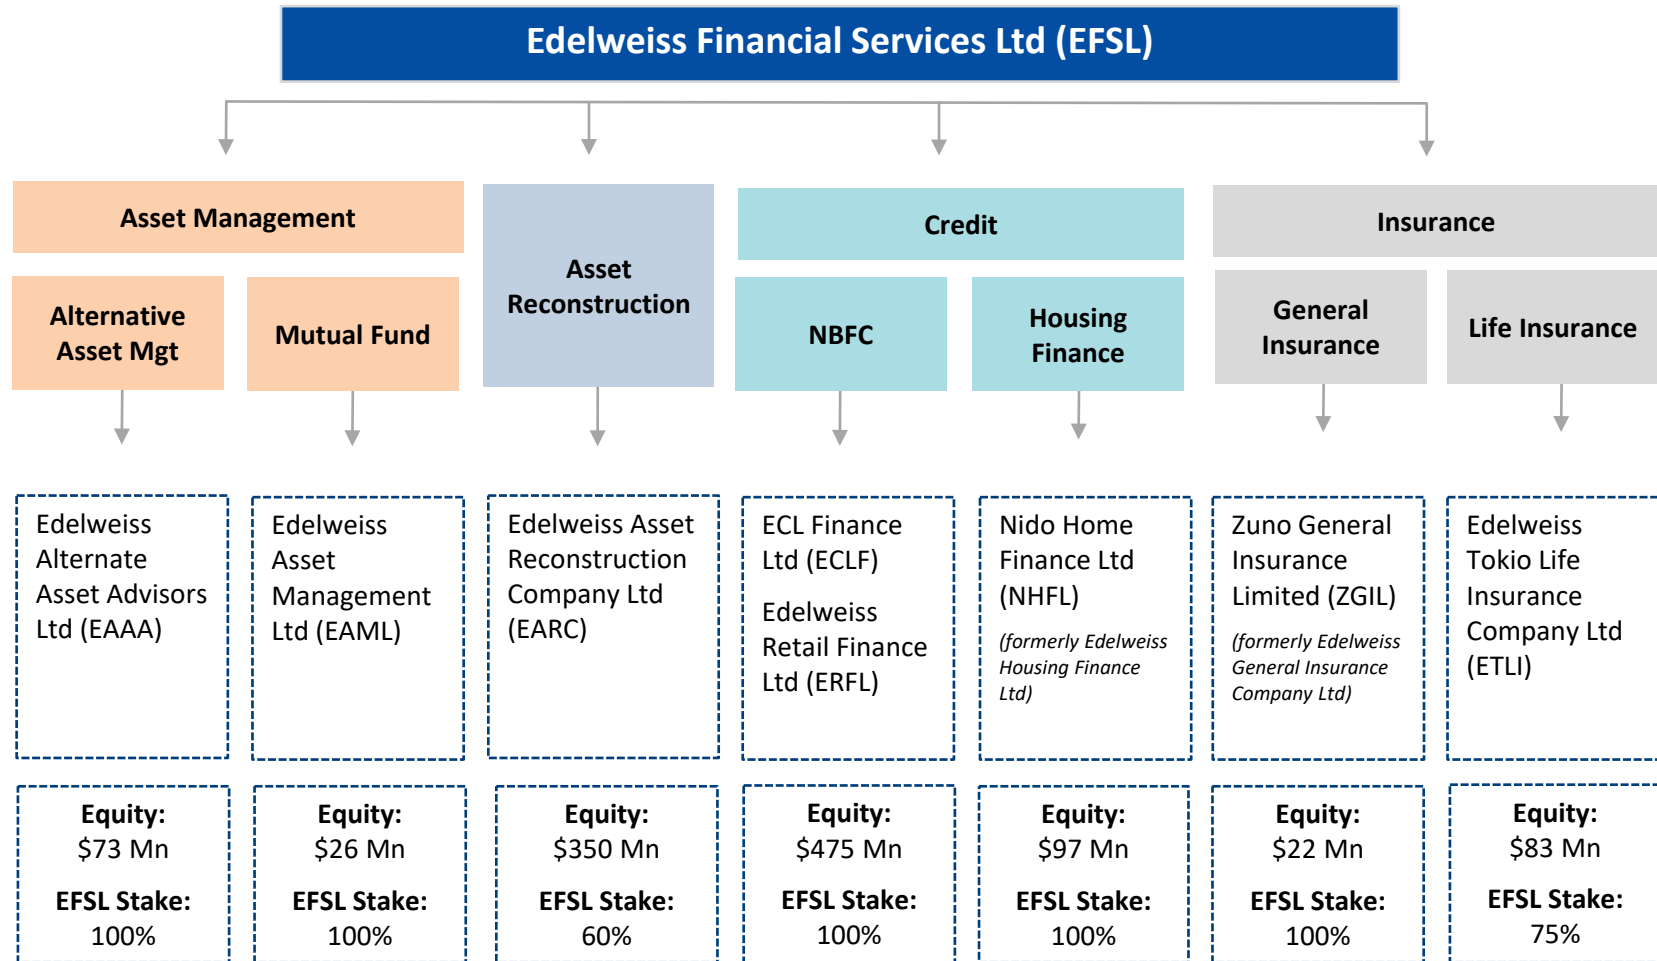 Edelweiss Financial Services Ltd (EFSL)
Asset Management
Asset
Reconstruction
Credit
Insurance
Alternative
Asset Mgt
Mutual Fund
NBFC
Housing
Finance
General
Insurance
Life Insurance
Edelweiss
Alternate
Asset Advisors
Ltd (EAAA)
Edelweiss
Asset
Management
Ltd (EAML)
Edelweiss Asset
Reconstruction
Company Ltd
(EARC)
ECL Finance
Ltd (ECLF)
Edelweiss
Retail Finance
Ltd (ERFL)
Nido Home
Finance Ltd
(NHFL)
(formerly Edelweiss
Housing Finance
Ltd)
Zuno General
Insurance
Limited (ZGIL)
(formerly Edelweiss
General Insurance
Company Ltd)
Edelweiss
Tokio Life
Insurance
Company Ltd
(ETLI)
Equity:
$73 Mn
EFSL Stake:
100%
Equity:
$26 Mn
EFSL Stake:
100%
Equity:
$350 Mn
EFSL Stake:
60%
Equity:
$475 Mn
EFSL Stake:
100%
Equity:
$97 Mn
EFSL Stake:
100%
Equity:
$22 Mn
EFSL Stake:
100%
Equity:
$83 Mn
EFSL Stake:
75%